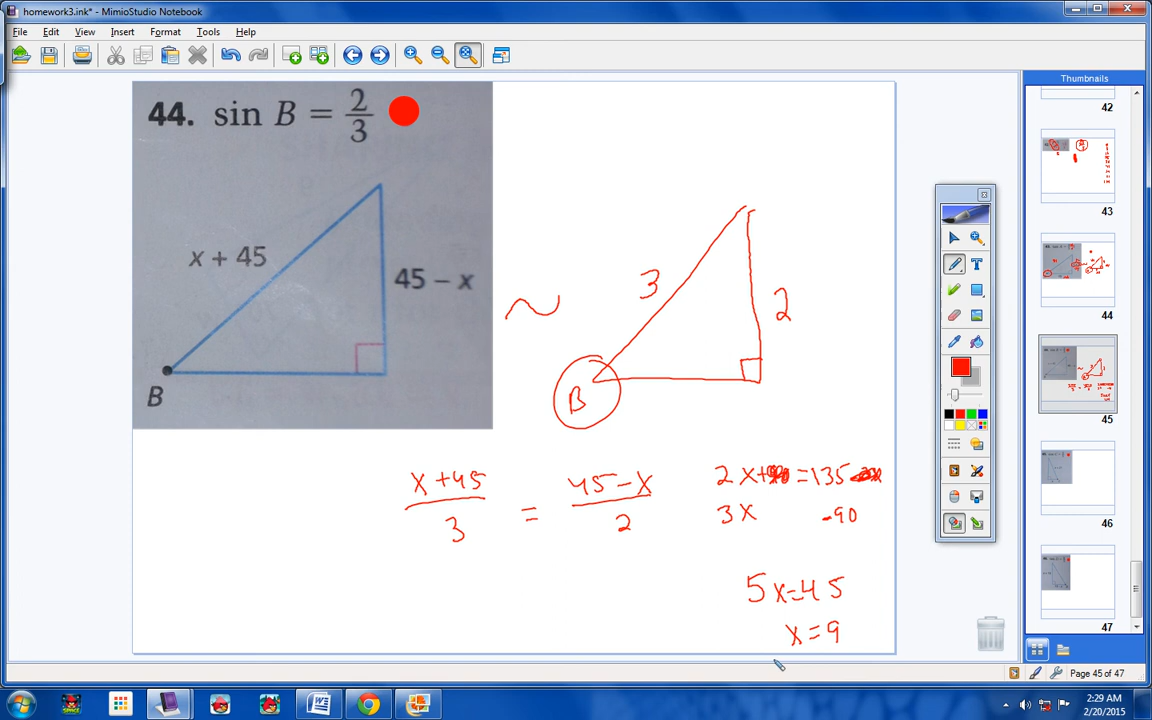 homework3.ink* - MimioStudio Notebook
File Edit View Insert Format Tools Help
44. sin B = 2/3
x + 45
45 – x
B
3
2
B
~
x+45/3 = 45-x/2
2x+ =135
3x -90
5x=45
x=9
Thumbnails
42
43
44
45
46
47
T
Page 45 of 47
W
2:29 AM
2/20/2015